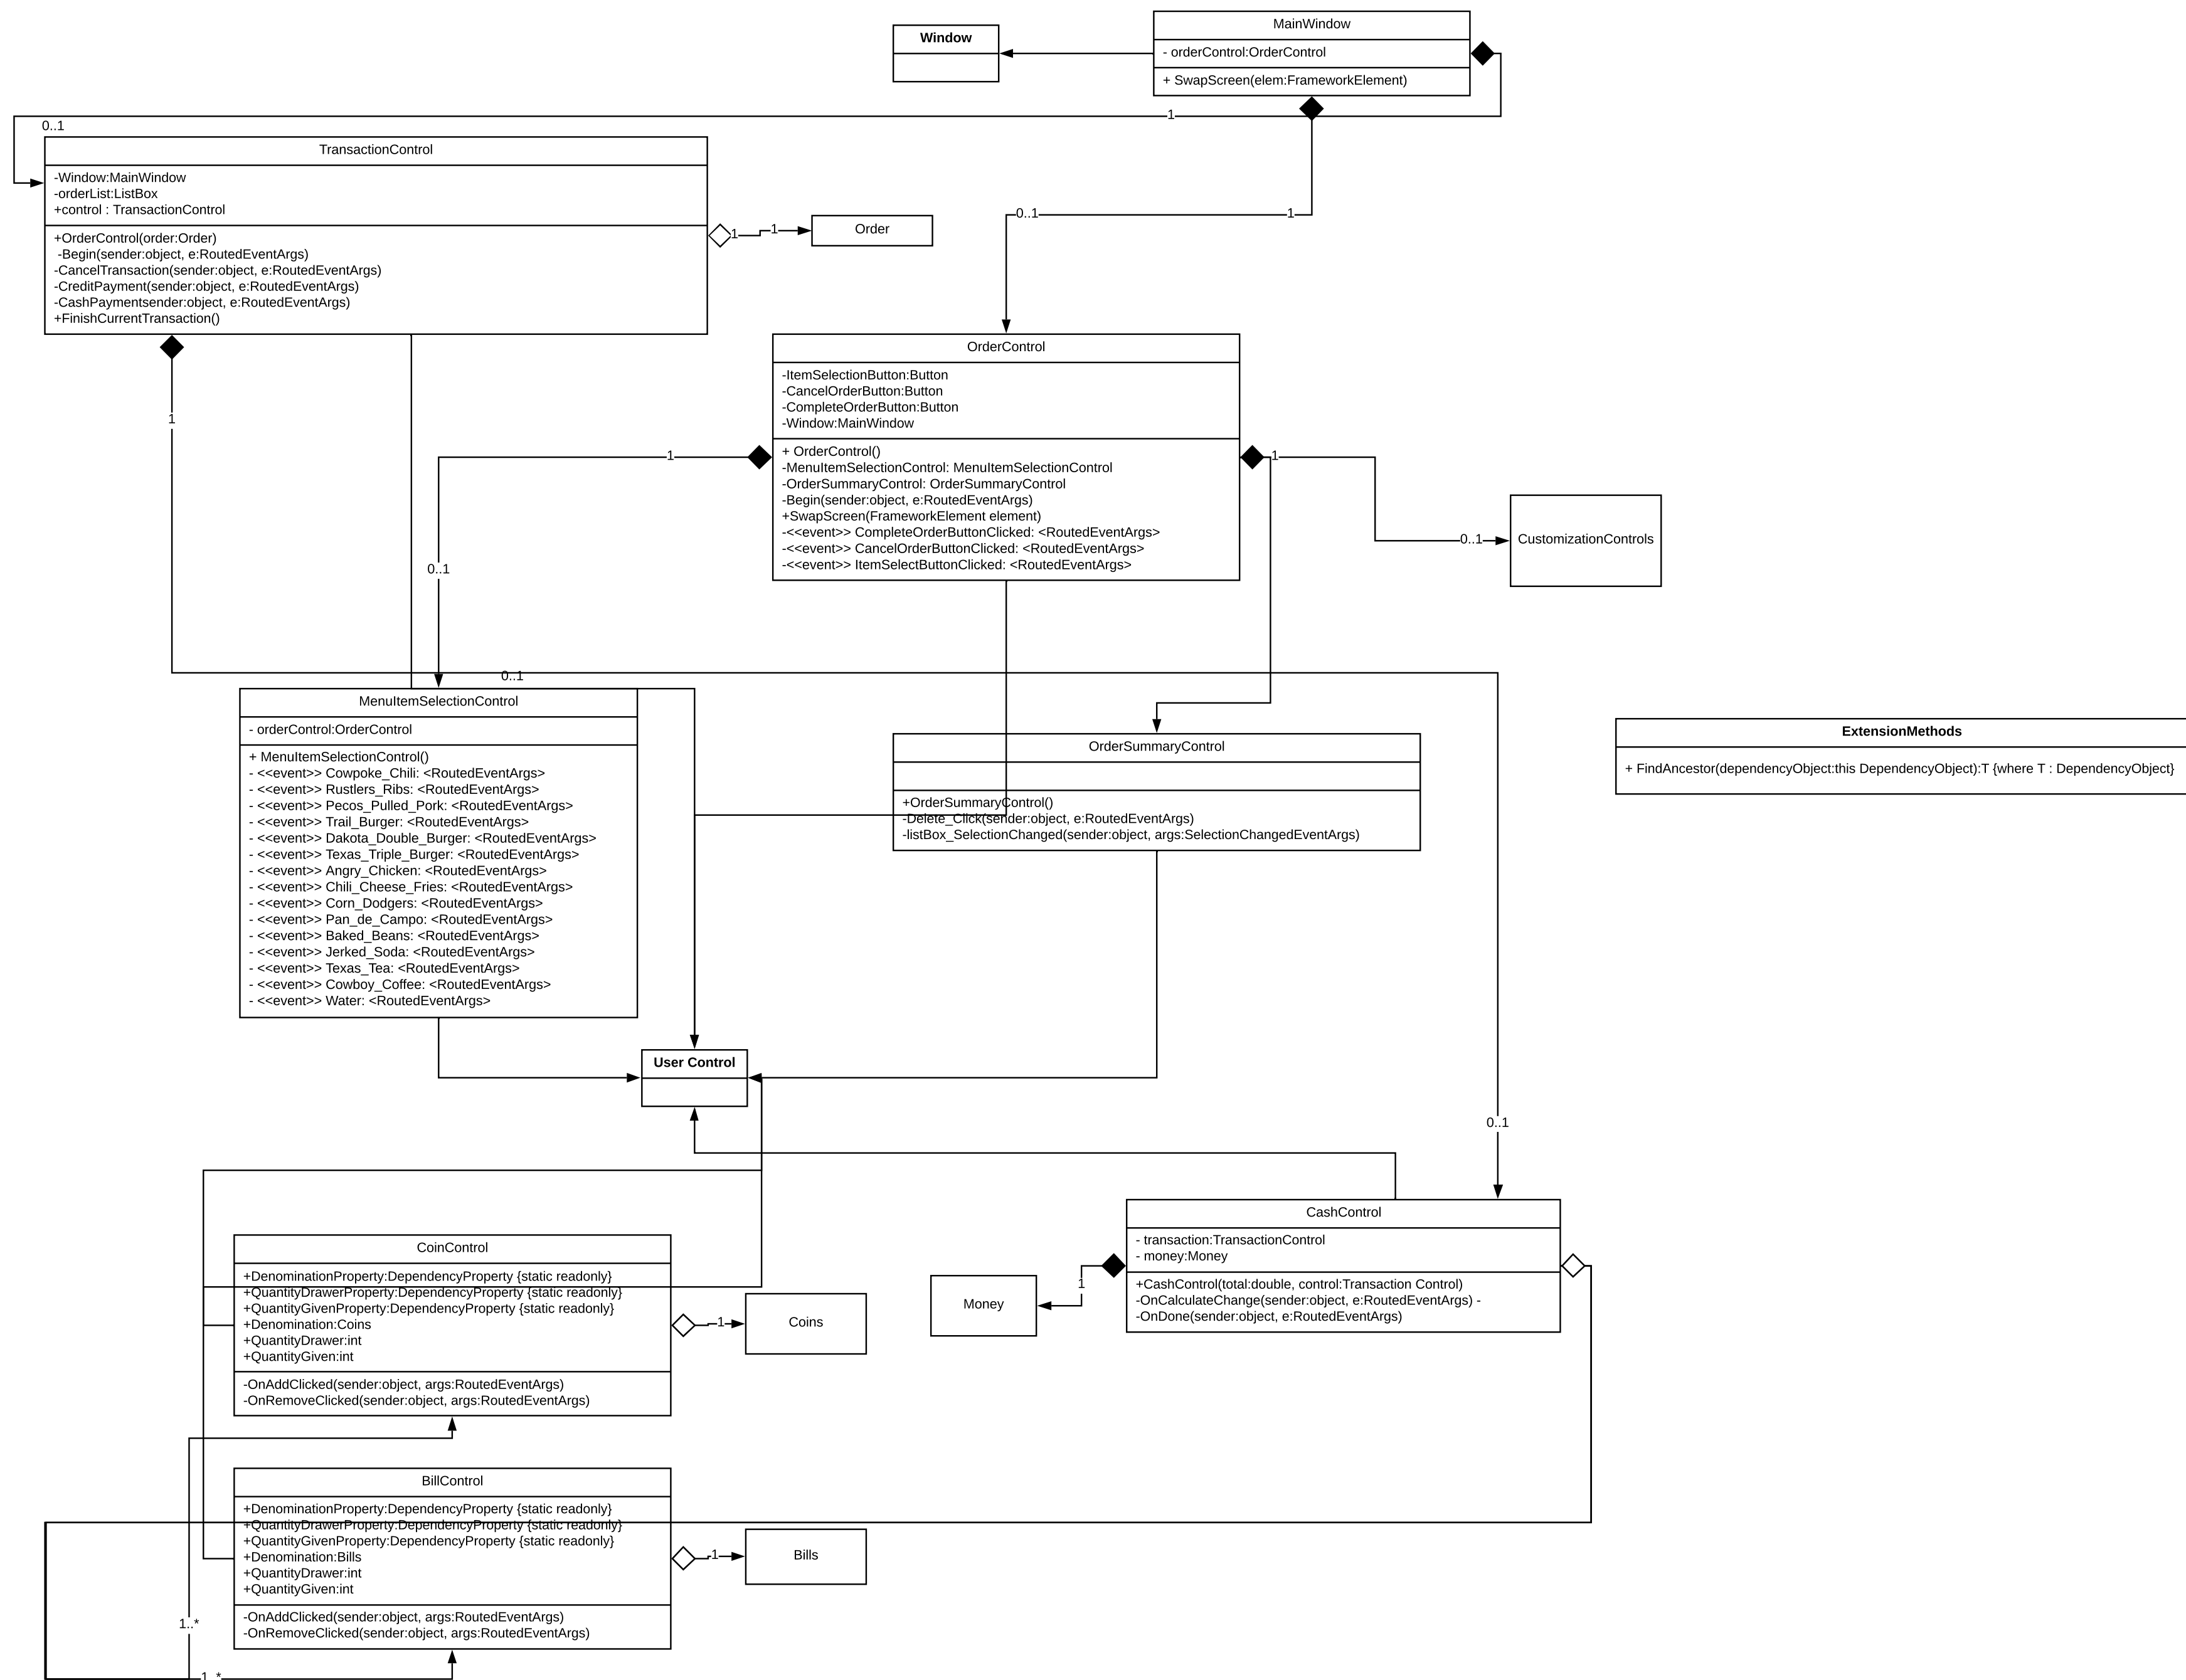 Window
MainWindow
- orderControl:OrderControl
+ SwapScreen(elem:FrameworkElement)
1
0..1
TransactionControl
-Window:MainWindow
-orderList:ListBox
+control : TransactionControl
+OrderControl(order:Order)
-Begin(sender:object, e:RoutedEventArgs)
-CancelTransaction(sender:object, e:RoutedEventArgs)
-CreditPayment(sender:object, e:RoutedEventArgs)
-CashPaymentsender:object, e:RoutedEventArgs)
+FinishCurrentTransaction()
1
1
Order
0..1
1
OrderControl
-ItemSelectionButton:Button
-CancelOrderButton:Button
-CompleteOrderButton:Button
-Window:MainWindow
+ OrderControl()
-MenuItemSelectionControl: MenuItemSelectionControl
-OrderSummaryControl: OrderSummaryControl
-Begin(sender:object, e:RoutedEventArgs)
+SwapScreen(FrameworkElement element)
-<<event>> CompleteOrderButtonClicked: <RoutedEventArgs>
-<<event>> CancelOrderButtonClicked: <RoutedEventArgs>
-<<event>> ItemSelectButtonClicked: <RoutedEventArgs>
1
1
1
0..1
CustomizationControls
0..1
0..1
MenuItemSelectionControl
- orderControl:OrderControl
+ MenuItemSelectionControl()
- <<event>> Cowpoke_Chili: <RoutedEventArgs>
- <<event>> Rustlers_Ribs: <RoutedEventArgs>
- <<event>> Pecos_Pulled_Pork: <RoutedEventArgs>
- <<event>> Trail_Burger: <RoutedEventArgs>
- <<event>> Dakota_Double_Burger: <RoutedEventArgs>
- <<event>> Texas_Triple_Burger: <RoutedEventArgs>
- <<event>> Angry_Chicken: <RoutedEventArgs>
- <<event>> Chili_Cheese_Fries: <RoutedEventArgs>
- <<event>> Corn_Dodgers: <RoutedEventArgs>
- <<event>> Pan_de_Campo: <RoutedEventArgs>
- <<event>> Baked_Beans: <RoutedEventArgs>
- <<event>> Jerked_Soda: <RoutedEventArgs>
- <<event>> Texas_Tea: <RoutedEventArgs>
- <<event>> Cowboy_Coffee: <RoutedEventArgs>
- <<event>> Water: <RoutedEventArgs>
OrderSummaryControl
+OrderSummaryControl()
-Delete_Click(sender:object, e:RoutedEventArgs)
-listBox_SelectionChanged(sender:object, args:SelectionChangedEventArgs)
ExtensionMethods
+ FindAncestor(dependencyObject:this DependencyObject):T {where T : DependencyObject}
User Control
0..1
CashControl
- transaction:TransactionControl
- money:Money
+CashControl(total:double, control:Transaction Control)
-OnCalculateChange(sender:object, e:RoutedEventArgs) -
-OnDone(sender:object, e:RoutedEventArgs)
1
Money
CoinControl
+DenominationProperty:DependencyProperty {static readonly}
+QuantityDrawerProperty:DependencyProperty {static readonly}
+QuantityGivenProperty:DependencyProperty {static readonly}
+Denomination:Coins
+QuantityDrawer:int
+QuantityGiven:int
-OnAddClicked(sender:object, args:RoutedEventArgs)
-OnRemoveClicked(sender:object, args:RoutedEventArgs)
1
Coins
BillControl
+DenominationProperty:DependencyProperty {static readonly}
+QuantityDrawerProperty:DependencyProperty {static readonly}
+QuantityGivenProperty:DependencyProperty {static readonly}
+Denomination:Bills
+QuantityDrawer:int
+QuantityGiven:int
-OnAddClicked(sender:object, args:RoutedEventArgs)
-OnRemoveClicked(sender:object, args:RoutedEventArgs)
1
Bills
1..*
1..*